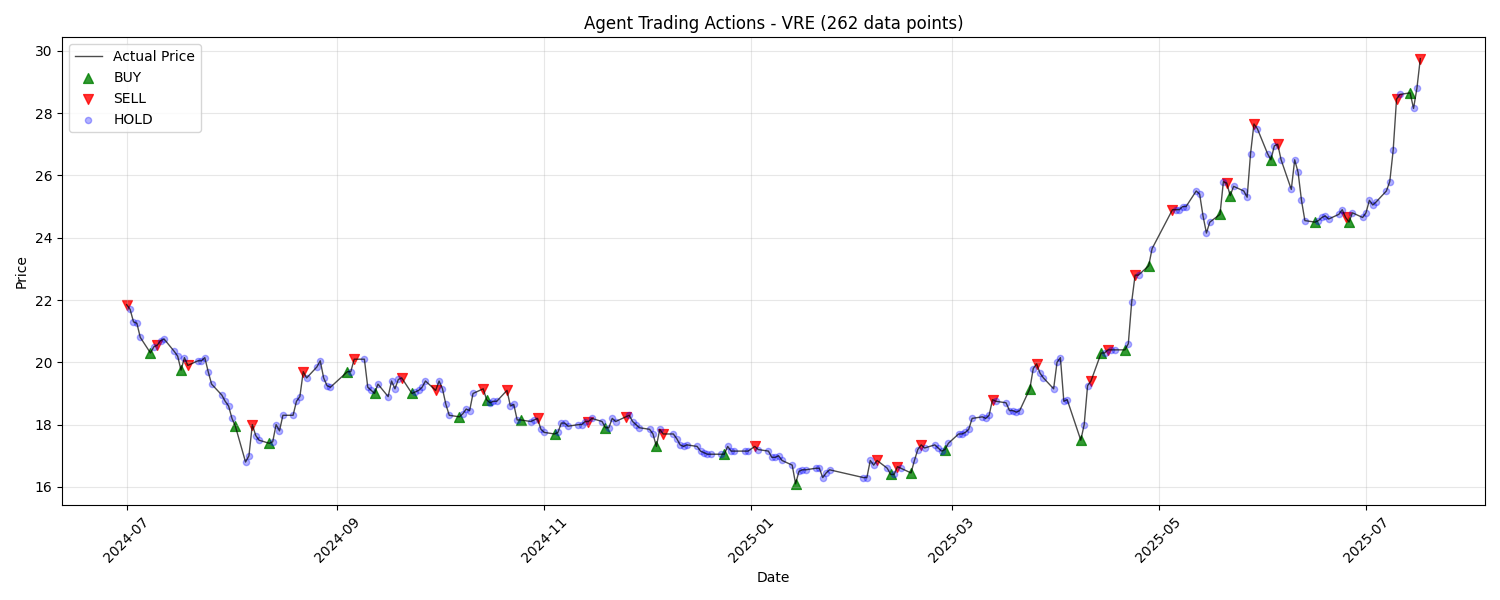 Agent Trading Actions - VRE (262 data points)
Actual Price
BUY
SELL
HOLD
Price
30
28
26
24
22
20
18
16
2024-07
2024-09
2024-11
2025-01
2025-03
2025-05
2025-07
Date